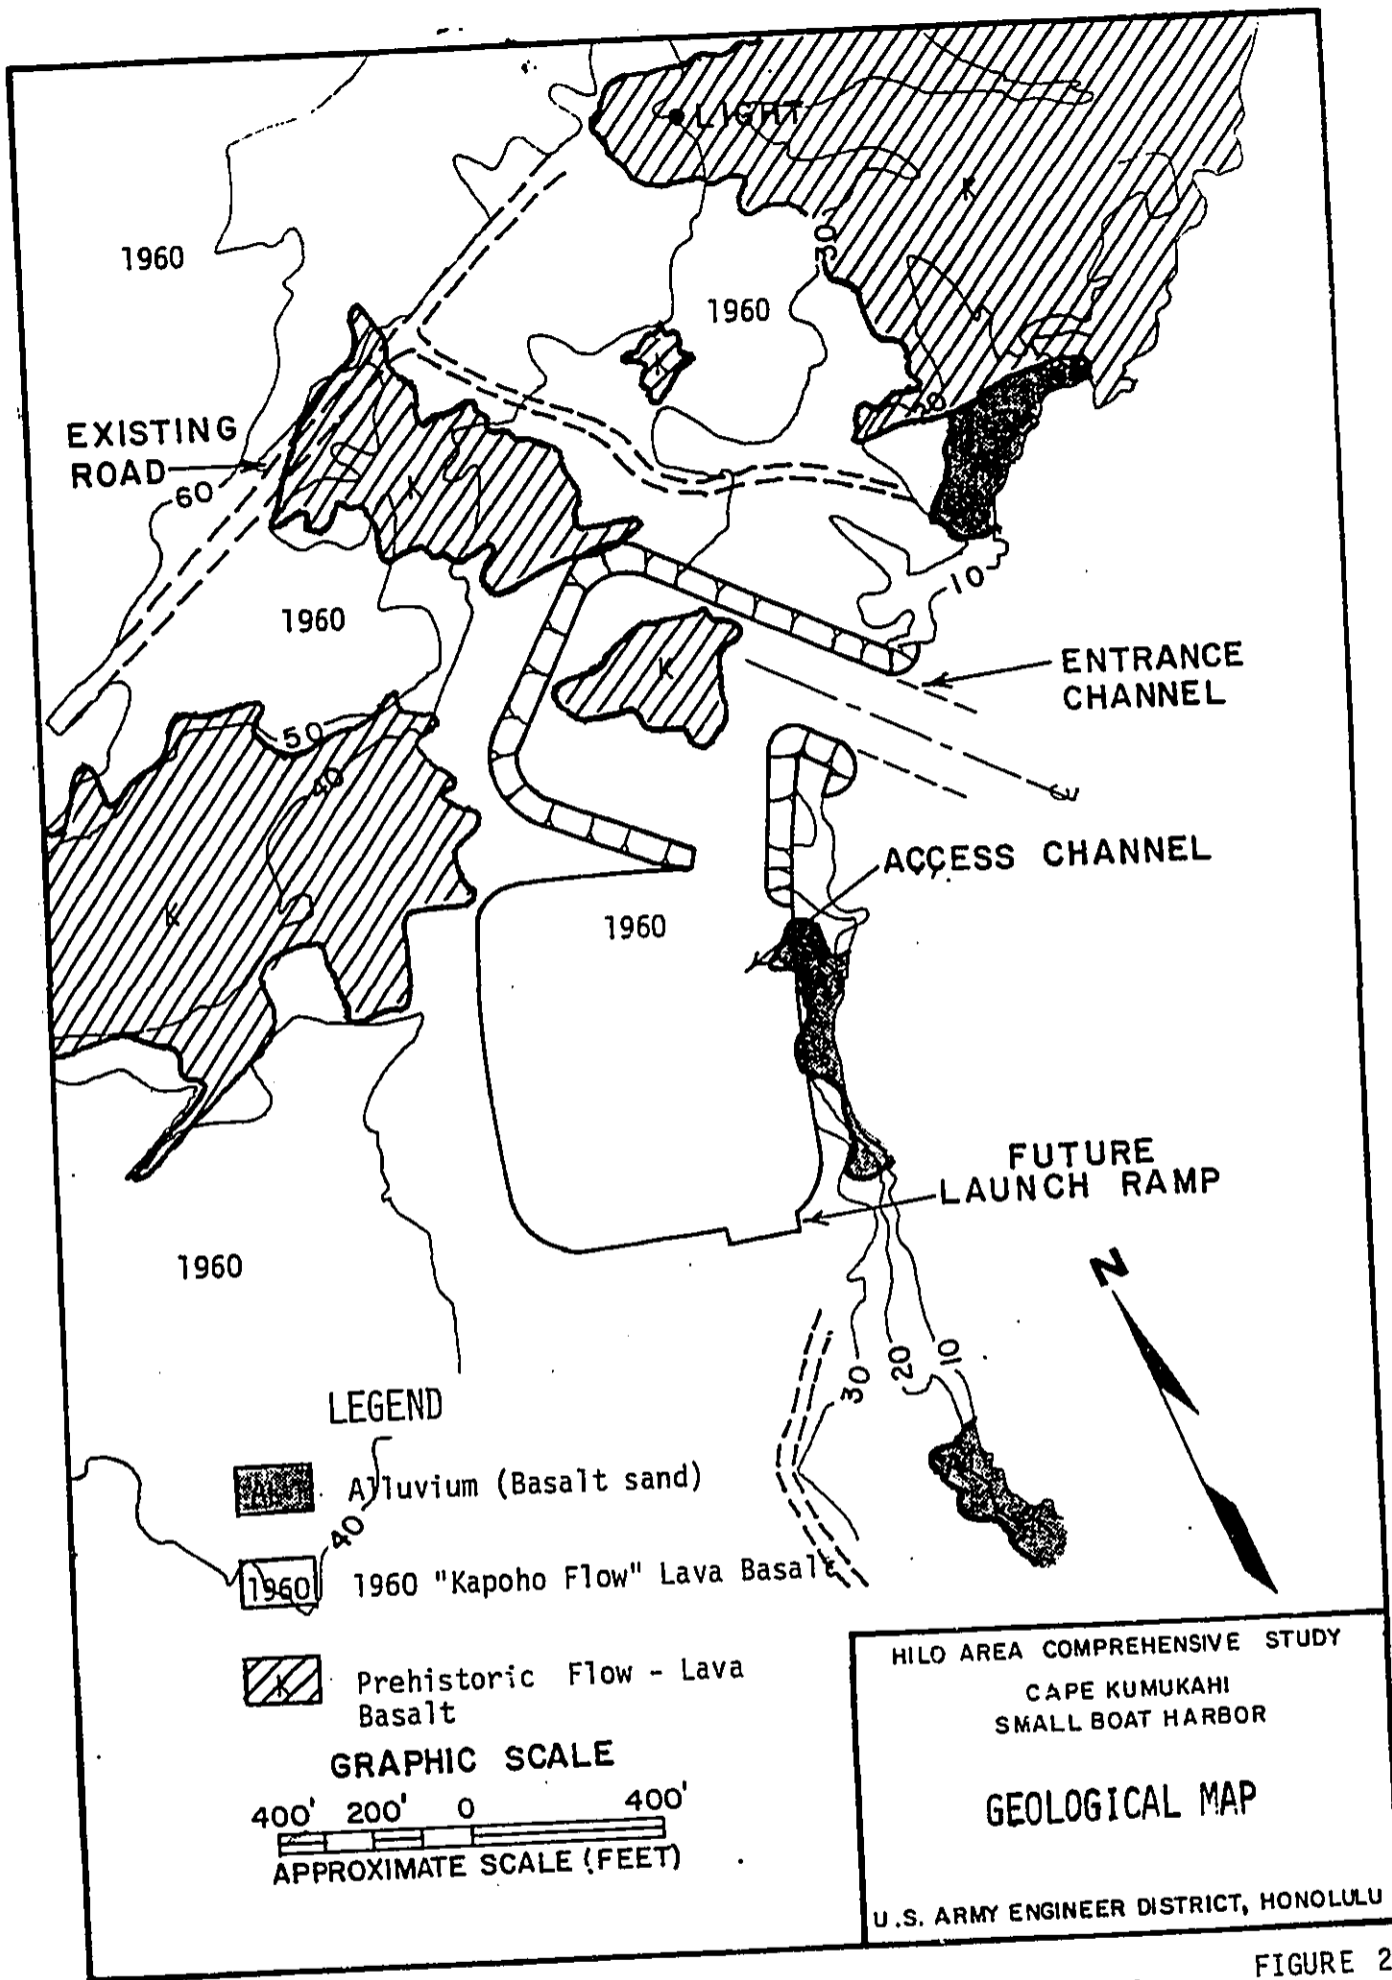 LIGHT
K
30
1960
1960
K
10
EXISTING
ROAD
60
K
10
1960
ENTRANCE
CHANNEL
K
50
40
℄
ACCESS CHANNEL
K
1960
FUTURE
LAUNCH RAMP
1960
N
30
20
10
LEGEND
Alluvium (Basalt sand)
40
1960
1960 "Kapoho Flow" Lava Basalt
K
Prehistoric Flow - Lava
Basalt
GRAPHIC SCALE
400' 200' 0 400'
APPROXIMATE SCALE (FEET)
HILO AREA COMPREHENSIVE STUDY
CAPE KUMUKAHI
SMALL BOAT HARBOR
GEOLOGICAL MAP
U.S. ARMY ENGINEER DISTRICT, HONOLULU
FIGURE 2